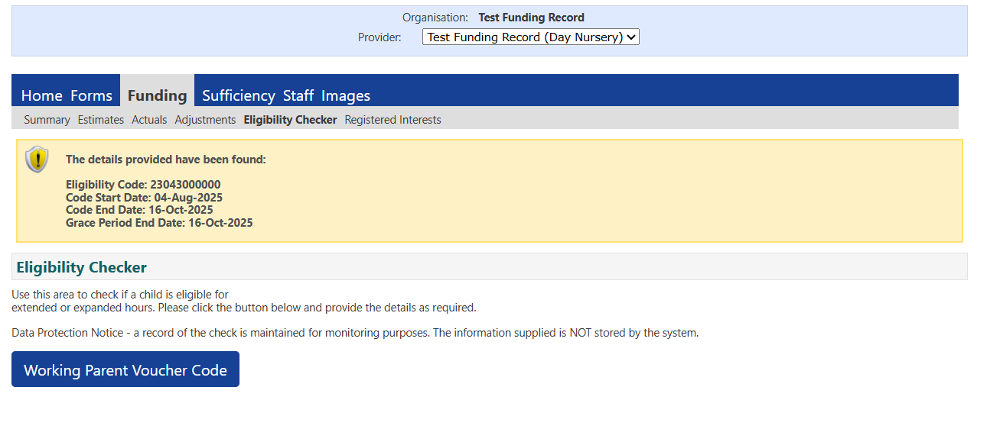 Organisation: Test Funding Record
Provider: Test Funding Record (Day Nursery)
Home Forms Funding Sufficiency Staff Images
Summary Estimates Actuals Adjustments Eligibility Checker Registered Interests
The details provided have been found:
Eligibility Code: 23043000000
Code Start Date: 04-Aug-2025
Code End Date: 16-Oct-2025
Grace Period End Date: 16-Oct-2025
Eligibility Checker
Use this area to check if a child is eligible for
extended or expanded hours. Please click the button below and provide the details as required.
Data Protection Notice - a record of the check is maintained for monitoring purposes. The information supplied is NOT stored by the system.
Working Parent Voucher Code